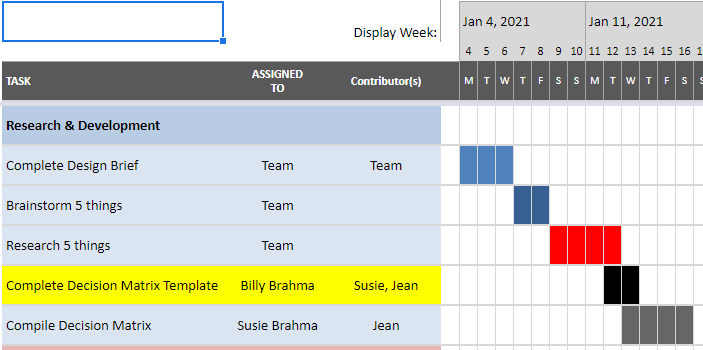 Jan 4, 2021 Jan 11, 2021
Display Week:
4 5 6 7 8 9 10 11 12 13 14 15 16 1
TASK ASSIGNED TO Contributor(s) M T W T F S S M T W T F S S
Research & Development
Complete Design Brief Team Team
Brainstorm 5 things Team
Research 5 things Team
Complete Decision Matrix Template Billy Brahma Susie, Jean
Compile Decision Matrix Susie Brahma Jean